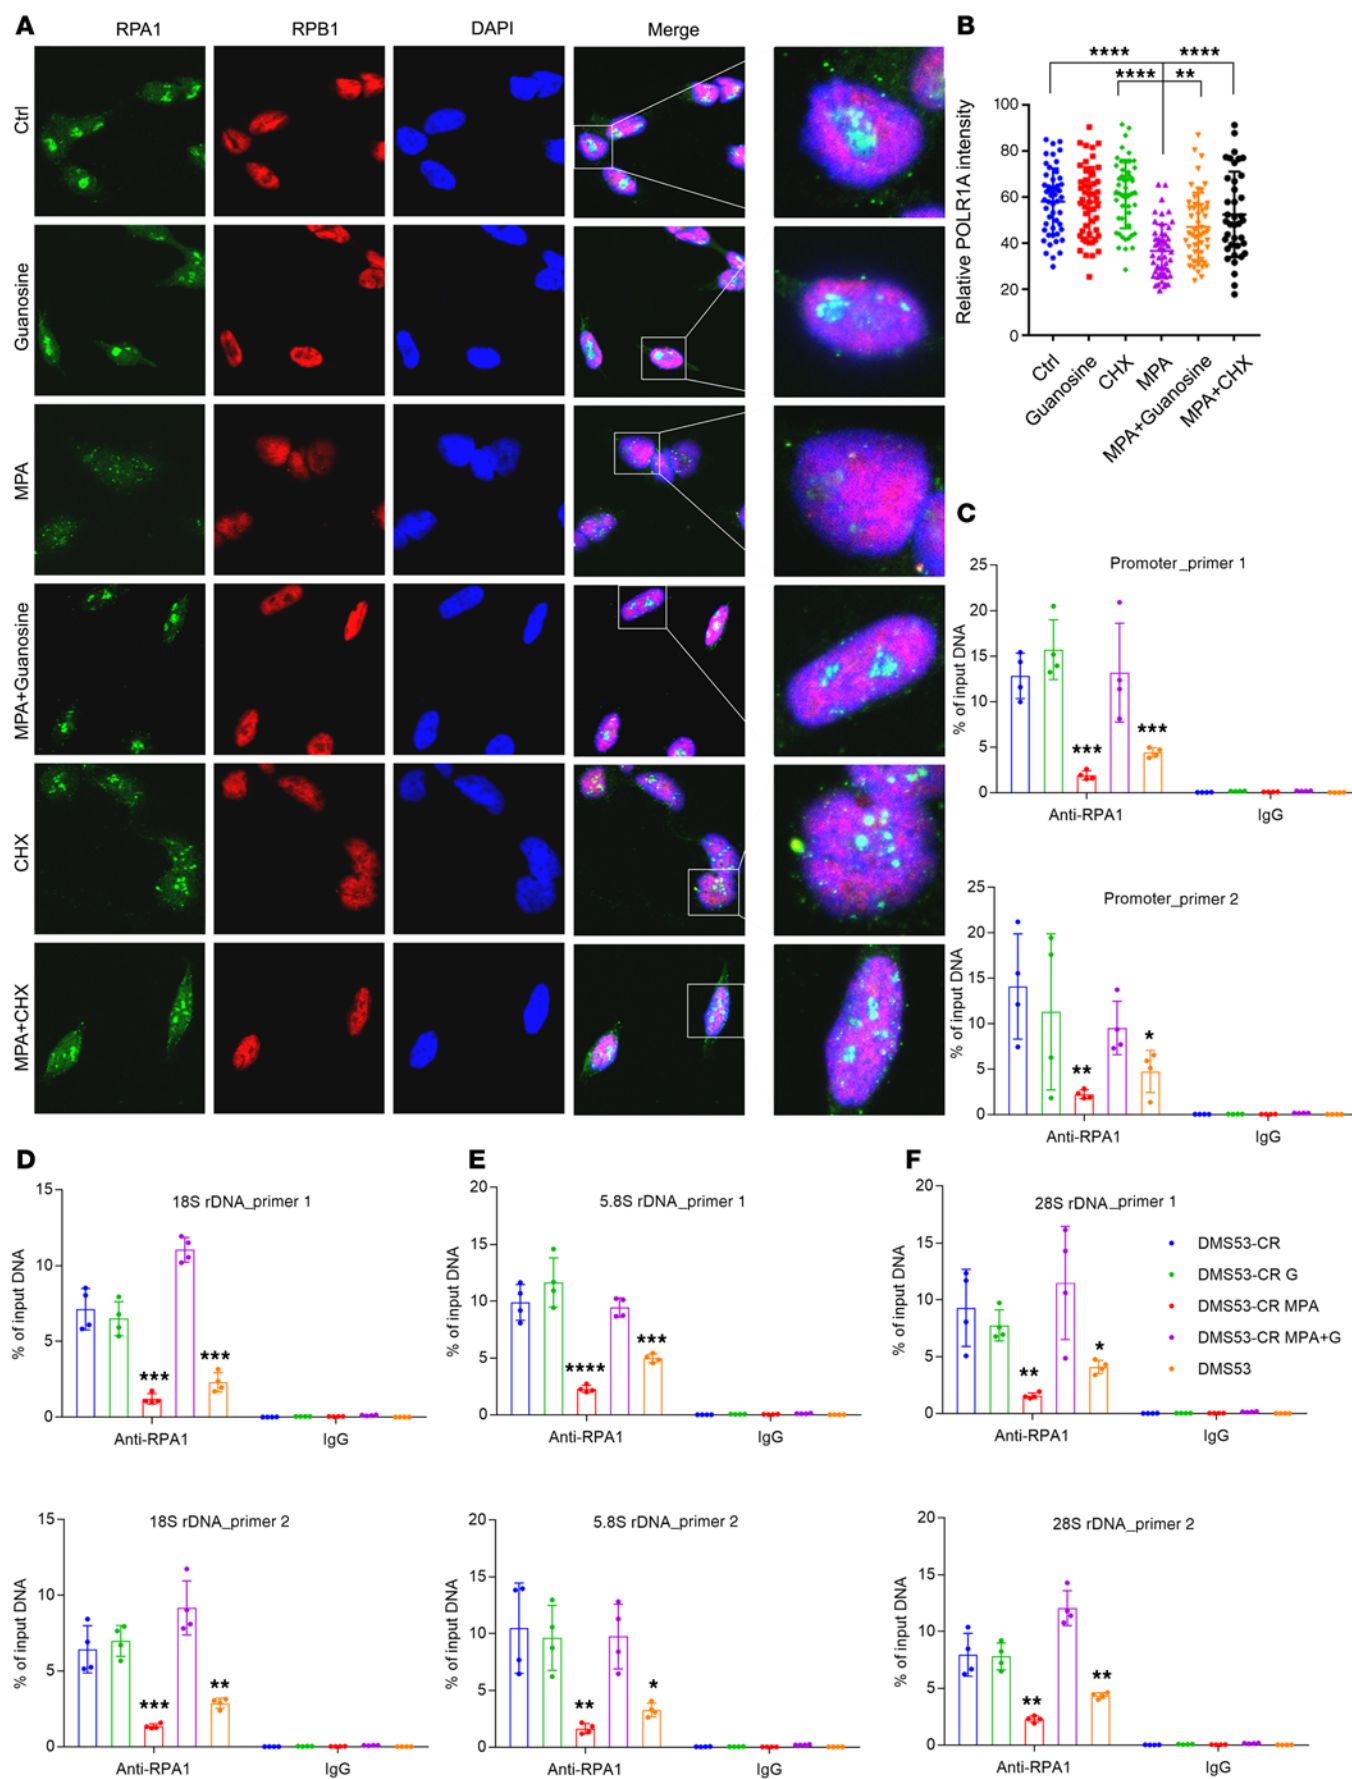 A
RPA1 RPB1 DAPI Merge
Ctrl
Guanosine
MPA
MPA+Guanosine
CHX
MPA+CHX
B
**** ****
**** **
Relative POLR1A intensity
100
80
60
40
20
0
Ctrl
Guanosine
CHX
MPA
MPA+Guanosine
MPA+CHX
C
Promoter_primer 1
% of input DNA
25
20
15
10
5
0
*** ***
Anti-RPA1 IgG
Promoter_primer 2
% of input DNA
25
20
15
10
5
0
** *
Anti-RPA1 IgG
D
18S rDNA_primer 1
% of input DNA
15
10
5
0
*** ***
Anti-RPA1 IgG
18S rDNA_primer 2
% of input DNA
15
10
5
0
*** **
Anti-RPA1 IgG
E
5.8S rDNA_primer 1
% of input DNA
20
15
10
5
0
**** ***
Anti-RPA1 IgG
5.8S rDNA_primer 2
% of input DNA
20
15
10
5
0
** *
Anti-RPA1 IgG
F
28S rDNA_primer 1
% of input DNA
20
15
10
5
0
** *
Anti-RPA1 IgG
DMS53-CR
DMS53-CR G
DMS53-CR MPA
DMS53-CR MPA+G
DMS53
28S rDNA_primer 2
% of input DNA
20
15
10
5
0
** **
Anti-RPA1 IgG